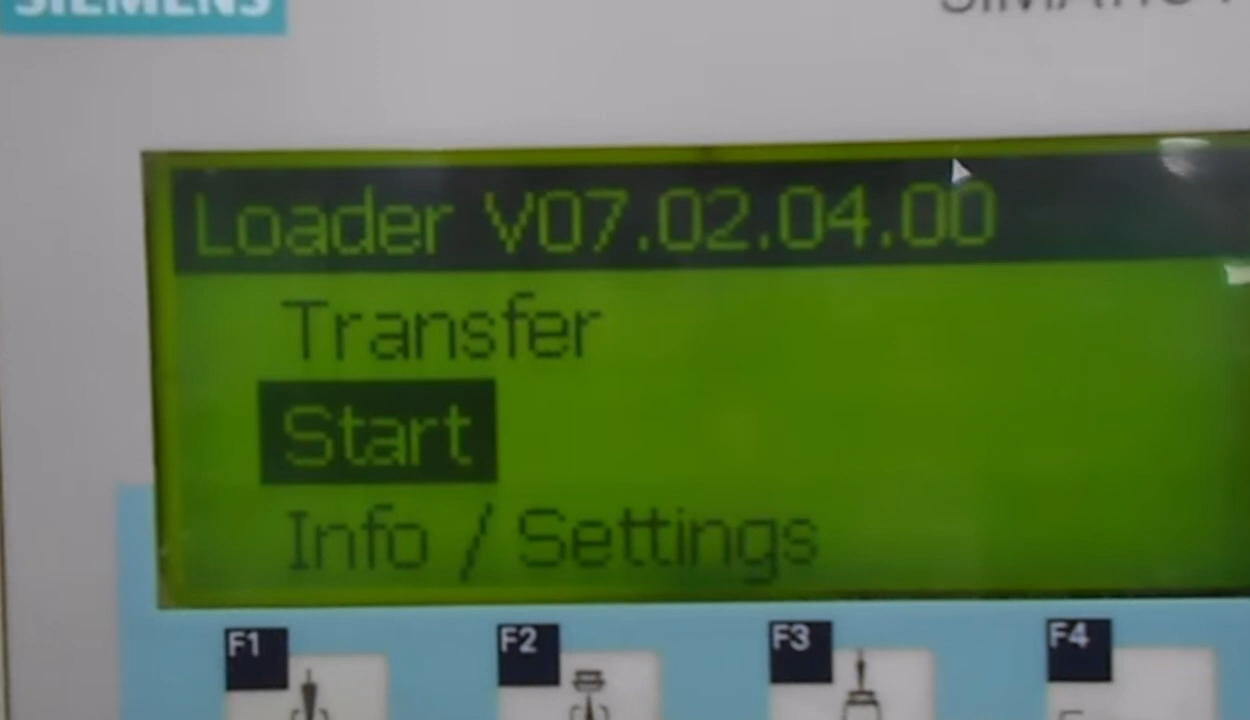 SIEMENS
Loader V07.02.04.00
Transfer
Start
Info / Settings
F1
F2
F3
F4